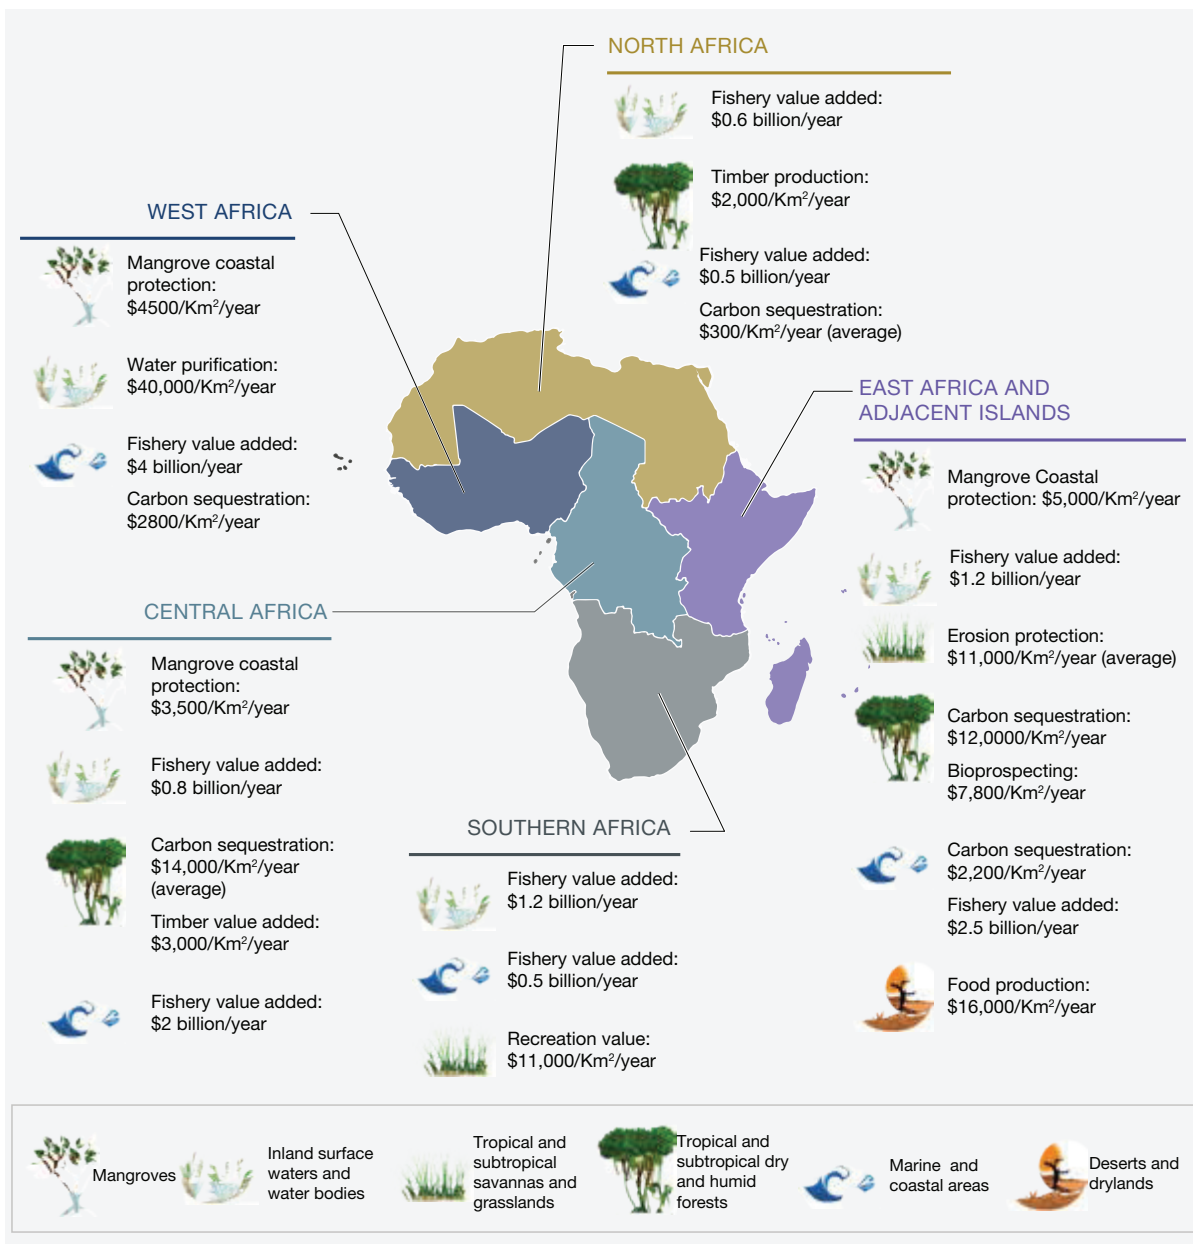 NORTH AFRICA
Fishery value added:
$0.6 billion/year
Timber production:
$2,000/Km²/year
Fishery value added:
$0.5 billion/year
Carbon sequestration:
$300/Km²/year (average)
WEST AFRICA
Mangrove coastal
protection:
$4500/Km²/year
Water purification:
$40,000/Km²/year
Fishery value added:
$4 billion/year
Carbon sequestration:
$2800/Km²/year
EAST AFRICA AND
ADJACENT ISLANDS
Mangrove Coastal
protection: $5,000/Km²/year
Fishery value added:
$1.2 billion/year
Erosion protection:
$11,000/Km²/year (average)
Carbon sequestration:
$12,0000/Km²/year
Bioprospecting:
$7,800/Km²/year
Carbon sequestration:
$2,200/Km²/year
Fishery value added:
$2.5 billion/year
Food production:
$16,000/Km²/year
CENTRAL AFRICA
Mangrove coastal
protection:
$3,500/Km²/year
Fishery value added:
$0.8 billion/year
Carbon sequestration:
$14,000/Km²/year
(average)
Timber value added:
$3,000/Km²/year
Fishery value added:
$2 billion/year
SOUTHERN AFRICA
Fishery value added:
$1.2 billion/year
Fishery value added:
$0.5 billion/year
Recreation value:
$11,000/Km²/year
Mangroves
Inland surface
waters and
water bodies
Tropical and
subtropical
savannas and
grasslands
Tropical and
subtropical dry
and humid
forests
Marine and
coastal areas
Deserts and
drylands